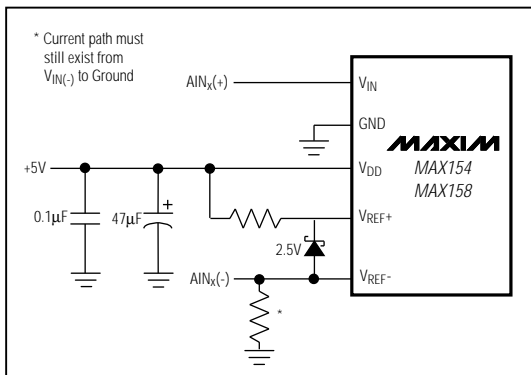 * Current path must
still exist from
VIN(-) to Ground
AINx(+)
VIN
GND
MAXIM
MAX154
MAX158
+5V
VDD
0.1µF
47µF
+
VREF+
2.5V
AINx(-)
VREF-
*